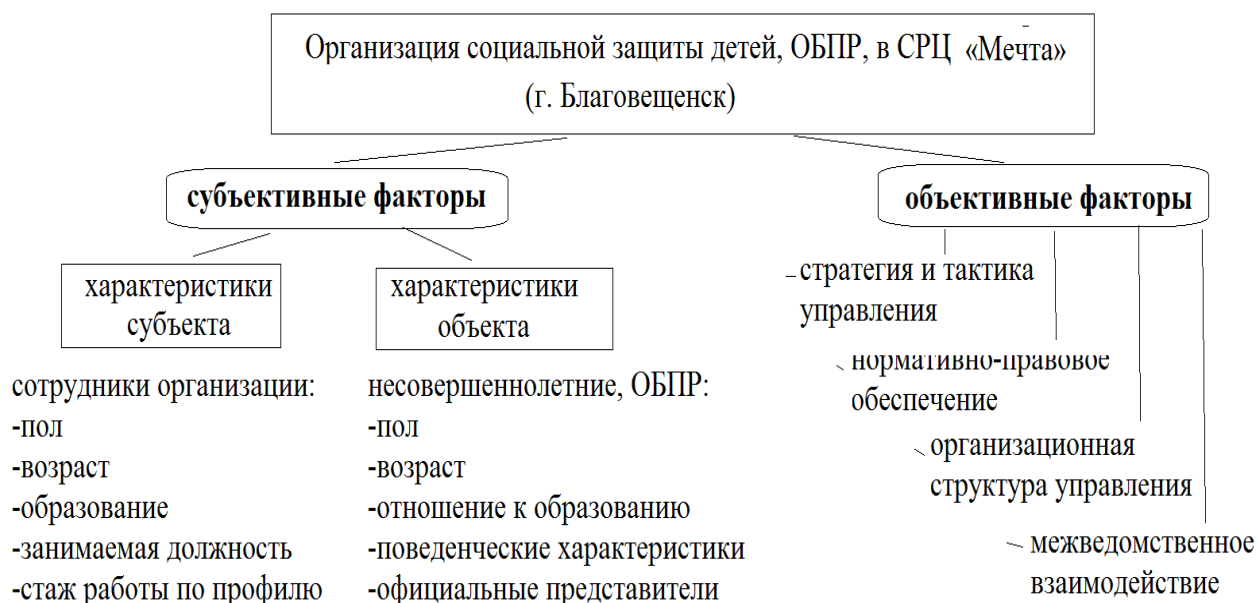 Организация социальной защиты детей, ОБПР, в СРЦ «Мечта»
(г. Благовещенск)
субъективные факторы
объективные факторы
характеристики
субъекта
характеристики
объекта
сотрудники организации:
-пол
-возраст
-образование
-занимаемая должность
-стаж работы по профилю
несовершеннолетние, ОБПР:
-пол
-возраст
-отношение к образованию
-поведенческие характеристики
-официальные представители
стратегия и тактика
управления
нормативно-правовое
обеспечение
организационная
структура управления
межведомственное
взаимодействие